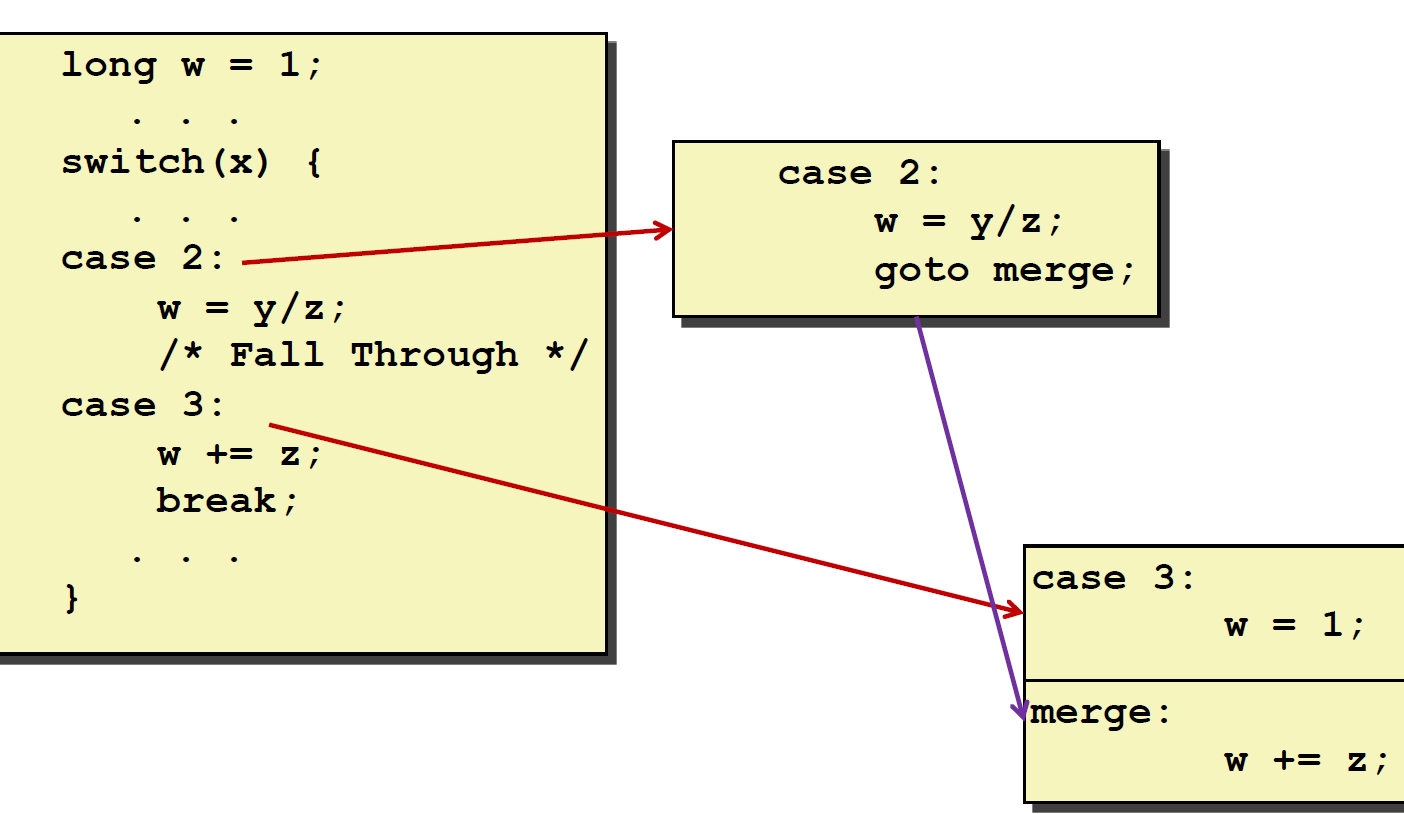 long w = 1;
. . .
switch(x) {
. . .
case 2:
w = y/z;
/* Fall Through */
case 3:
w += z;
break;
. . .
}
case 2:
w = y/z;
goto merge;
case 3:
w = 1;
merge:
w += z;